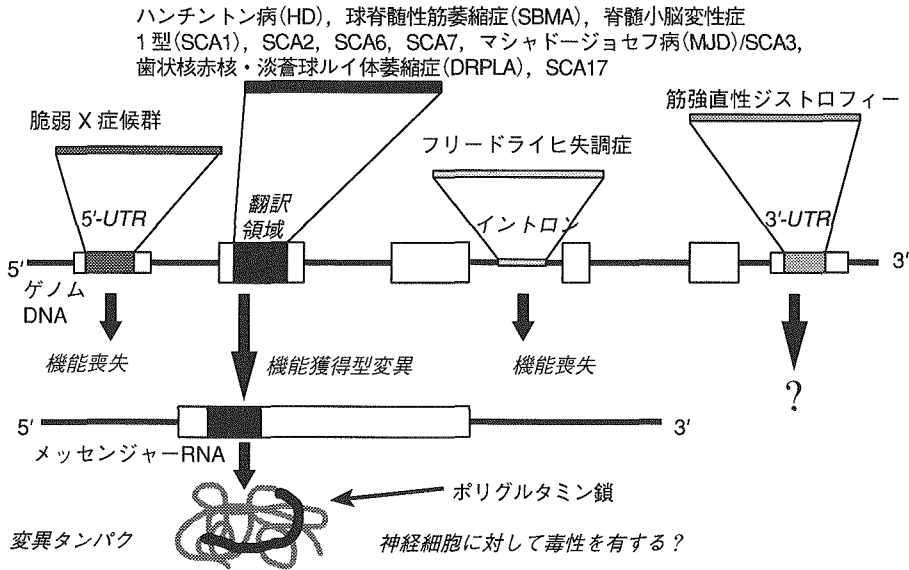 ハンチントン病(HD)，球脊髄性筋萎縮症(SBMA)，脊髄小脳変性症
1型(SCA1)，SCA2，SCA6，SCA7，マシャドージョセフ病(MJD)/SCA3，
歯状核赤核・淡蒼球ルイ体萎縮症(DRPLA)，SCA17
脆弱X症候群
筋強直性ジストロフィー
フリードライヒ失調症
5'-UTR
翻訳
領域
イントロン
3'-UTR
5'
3'
ゲノム
DNA
機能喪失
機能獲得型変異
機能喪失
？
5'
3'
メッセンジャーRNA
ポリグルタミン鎖
変異タンパク
神経細胞に対して毒性を有する？